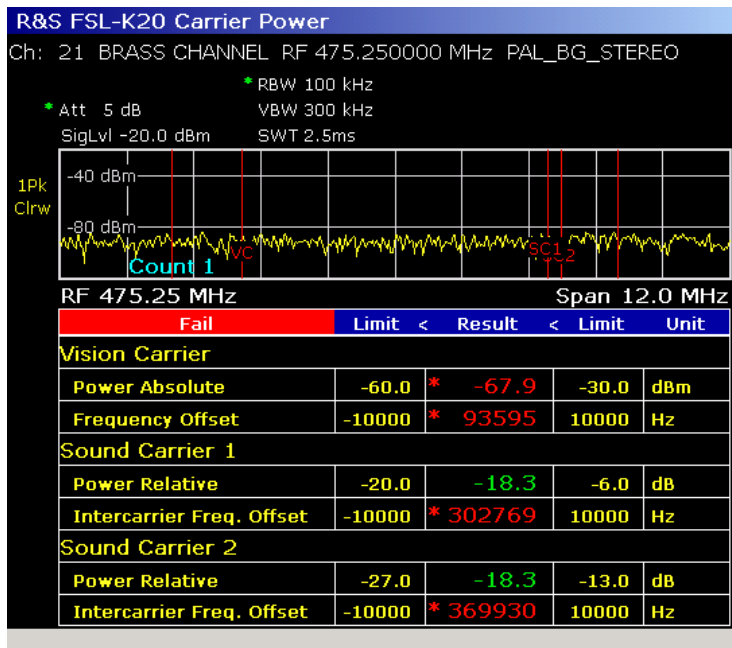 R&S FSL-K20 Carrier Power
Ch: 21 BRASS CHANNEL RF 475.250000 MHz PAL_BG_STEREO
* RBW 100 kHz
* Att 5 dB VBW 300 kHz
SigLvl -20.0 dBm SWT 2.5ms
-40 dBm
1Pk
Clrw
-80 dBm
VC SC1 2
Count 1
RF 475.25 MHz Span 12.0 MHz
Fail Limit < Result < Limit Unit
Vision Carrier
Power Absolute -60.0 * -67.9 -30.0 dBm
Frequency Offset -10000 * 93595 10000 Hz
Sound Carrier 1
Power Relative -20.0 -18.3 -6.0 dB
Intercarrier Freq. Offset -10000 * 302769 10000 Hz
Sound Carrier 2
Power Relative -27.0 -18.3 -13.0 dB
Intercarrier Freq. Offset -10000 * 369930 10000 Hz